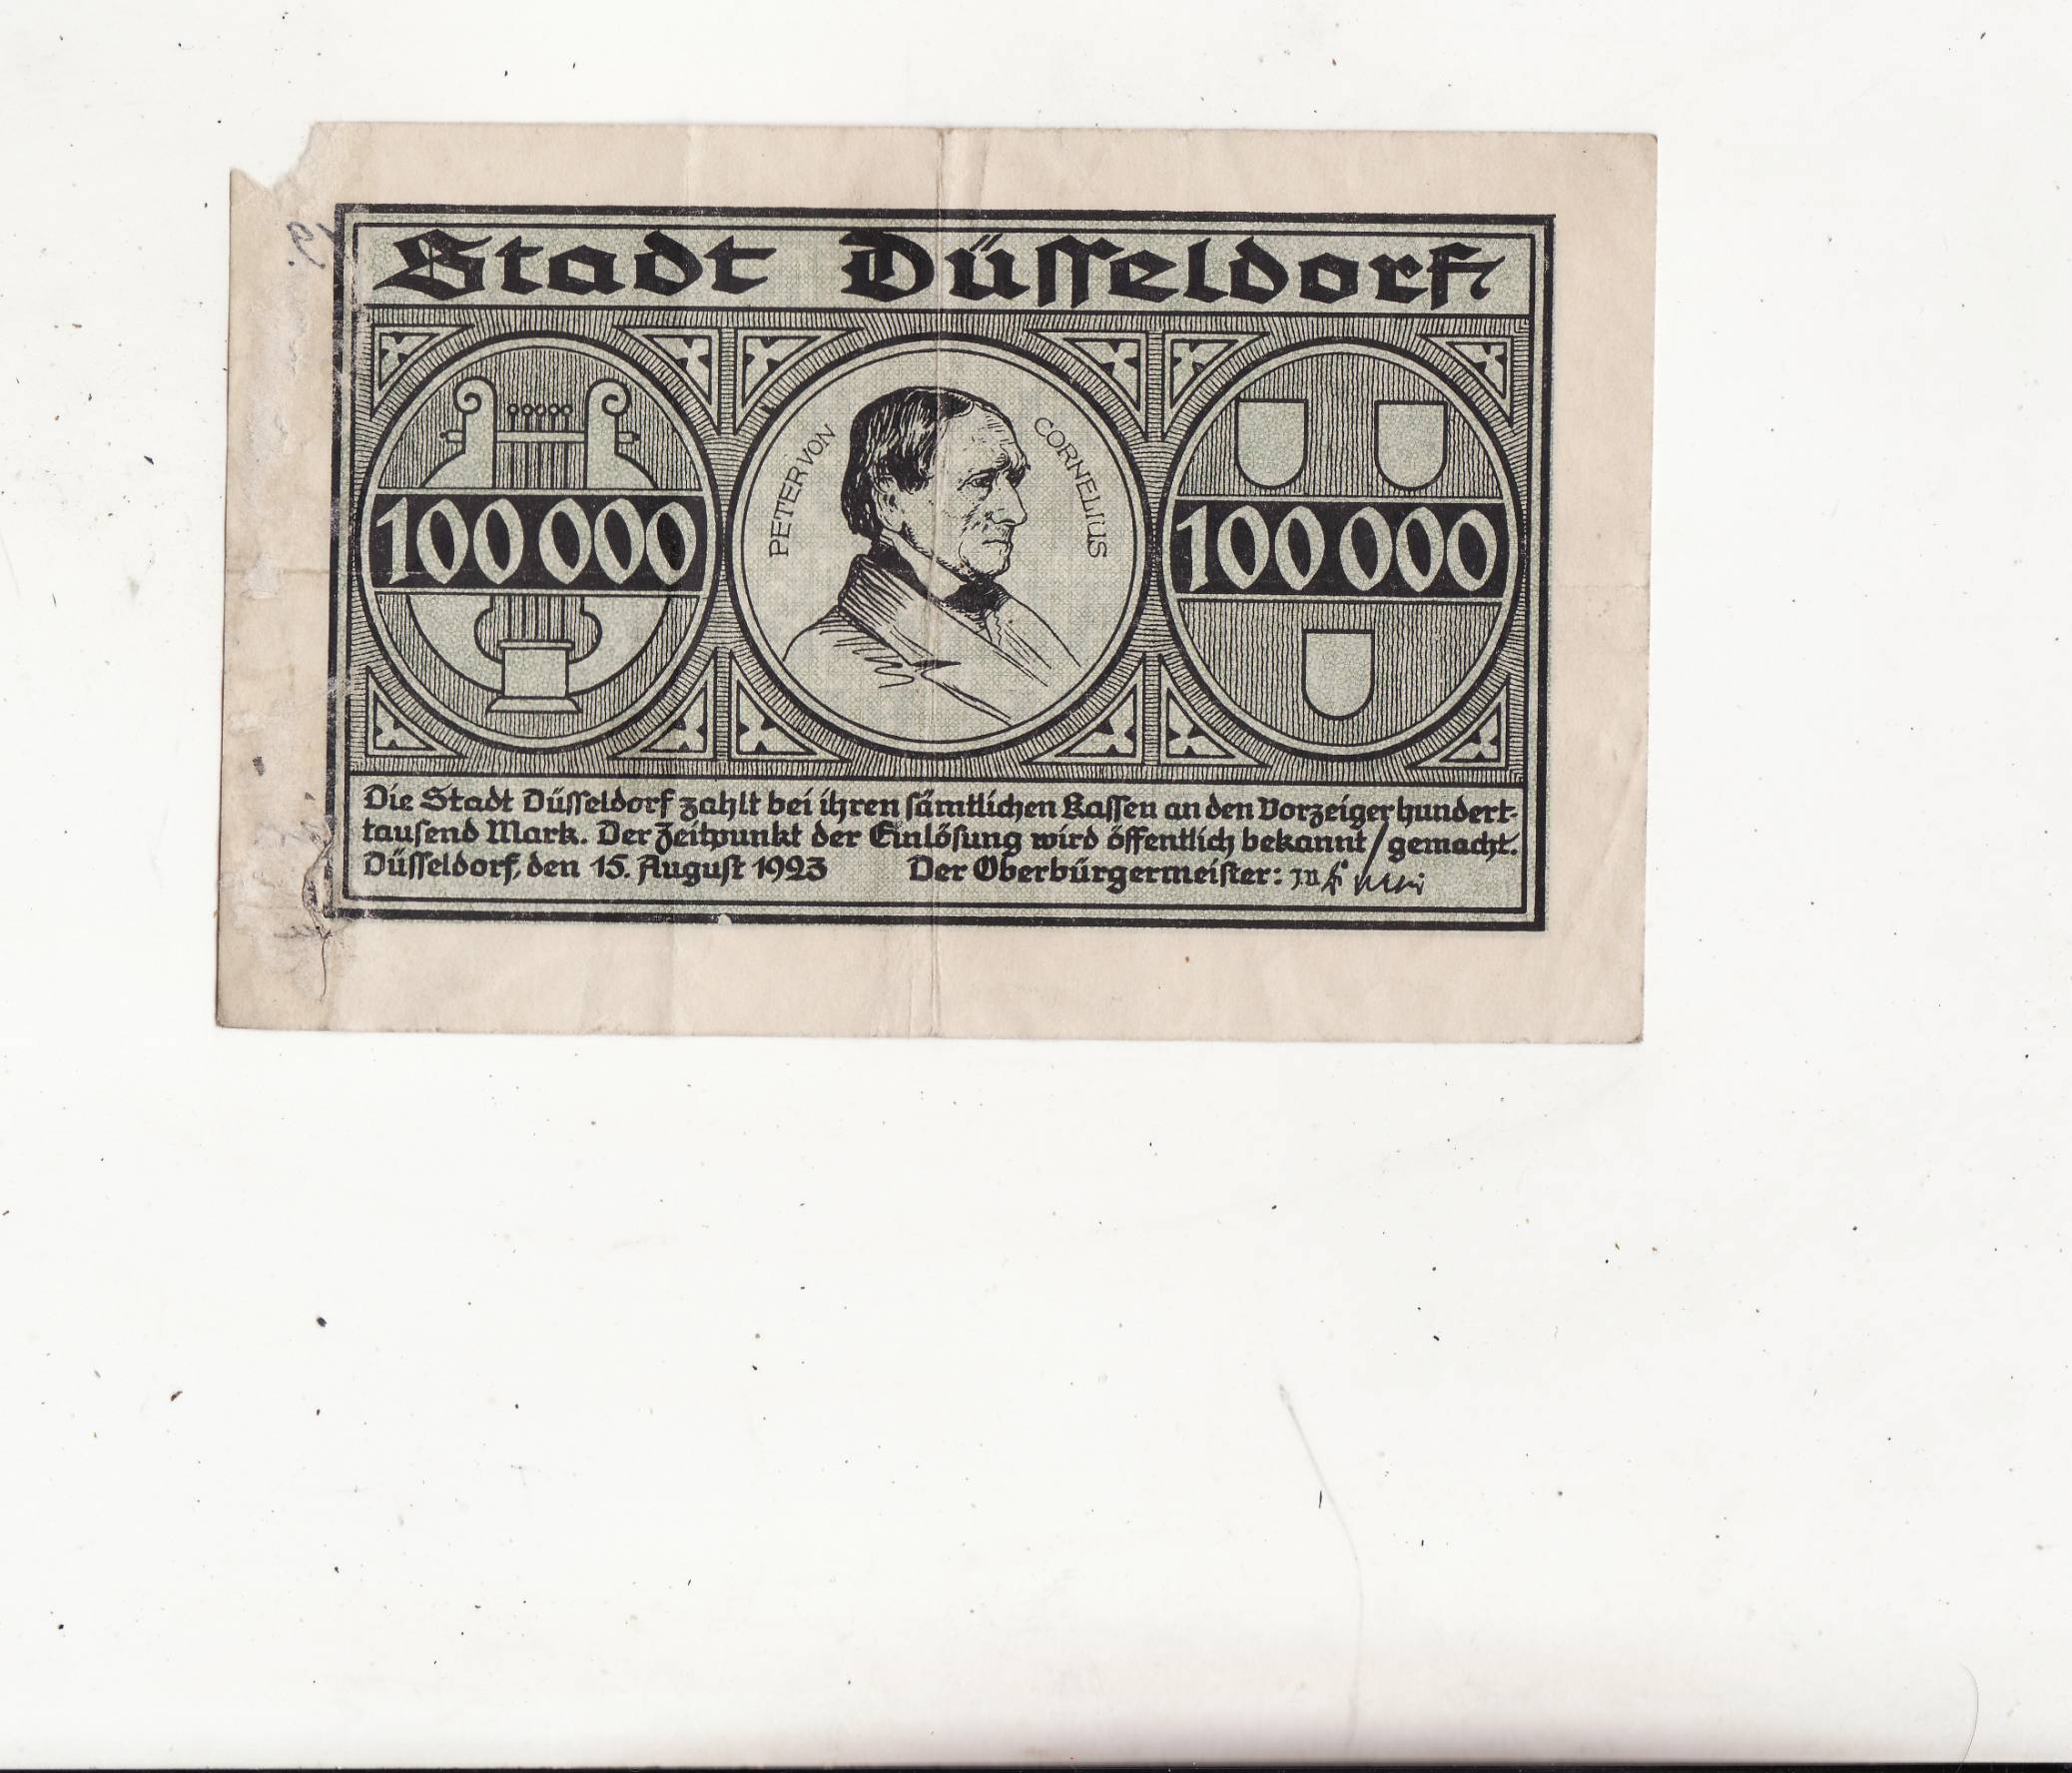 Stadt Düsseldorf
PETER VON CORNELIUS
100 000
100 000
Die Stadt Düsseldorf zahlt bei ihren sämtlichen Kassen an den Vorzeiger hundert-
tausend Mark. Der Zeitpunkt der Einlösung wird öffentlich bekannt/gemacht.
Düsseldorf, den 15. August 1923 Der Oberbürgermeister: